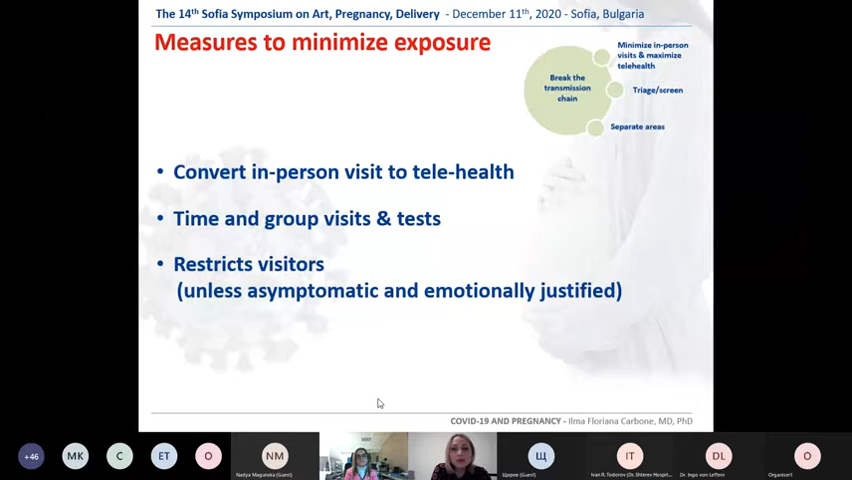 The 14th Sofia Symposium on Art, Pregnancy, Delivery - December 11th, 2020 - Sofia, Bulgaria
Measures to minimize exposure
Break the
transmission
chain
Minimize in-person
visits & maximize
telehealth
Triage/screen
Separate areas
• Convert in-person visit to tele-health
• Time and group visits & tests
• Restricts visitors
(unless asymptomatic and emotionally justified)
COVID-19 AND PREGNANCY - Ilma Floriana Carbone, MD, PhD
+46
MK
C
ET
O
NM
Щ
IT
DL
O
Nadya Magunska (Guest)
Щерев (Guest)
Ivan R. Todorov (Dr. Shterev Hospit...
Dr. Ingo von Leffern
Organiser1